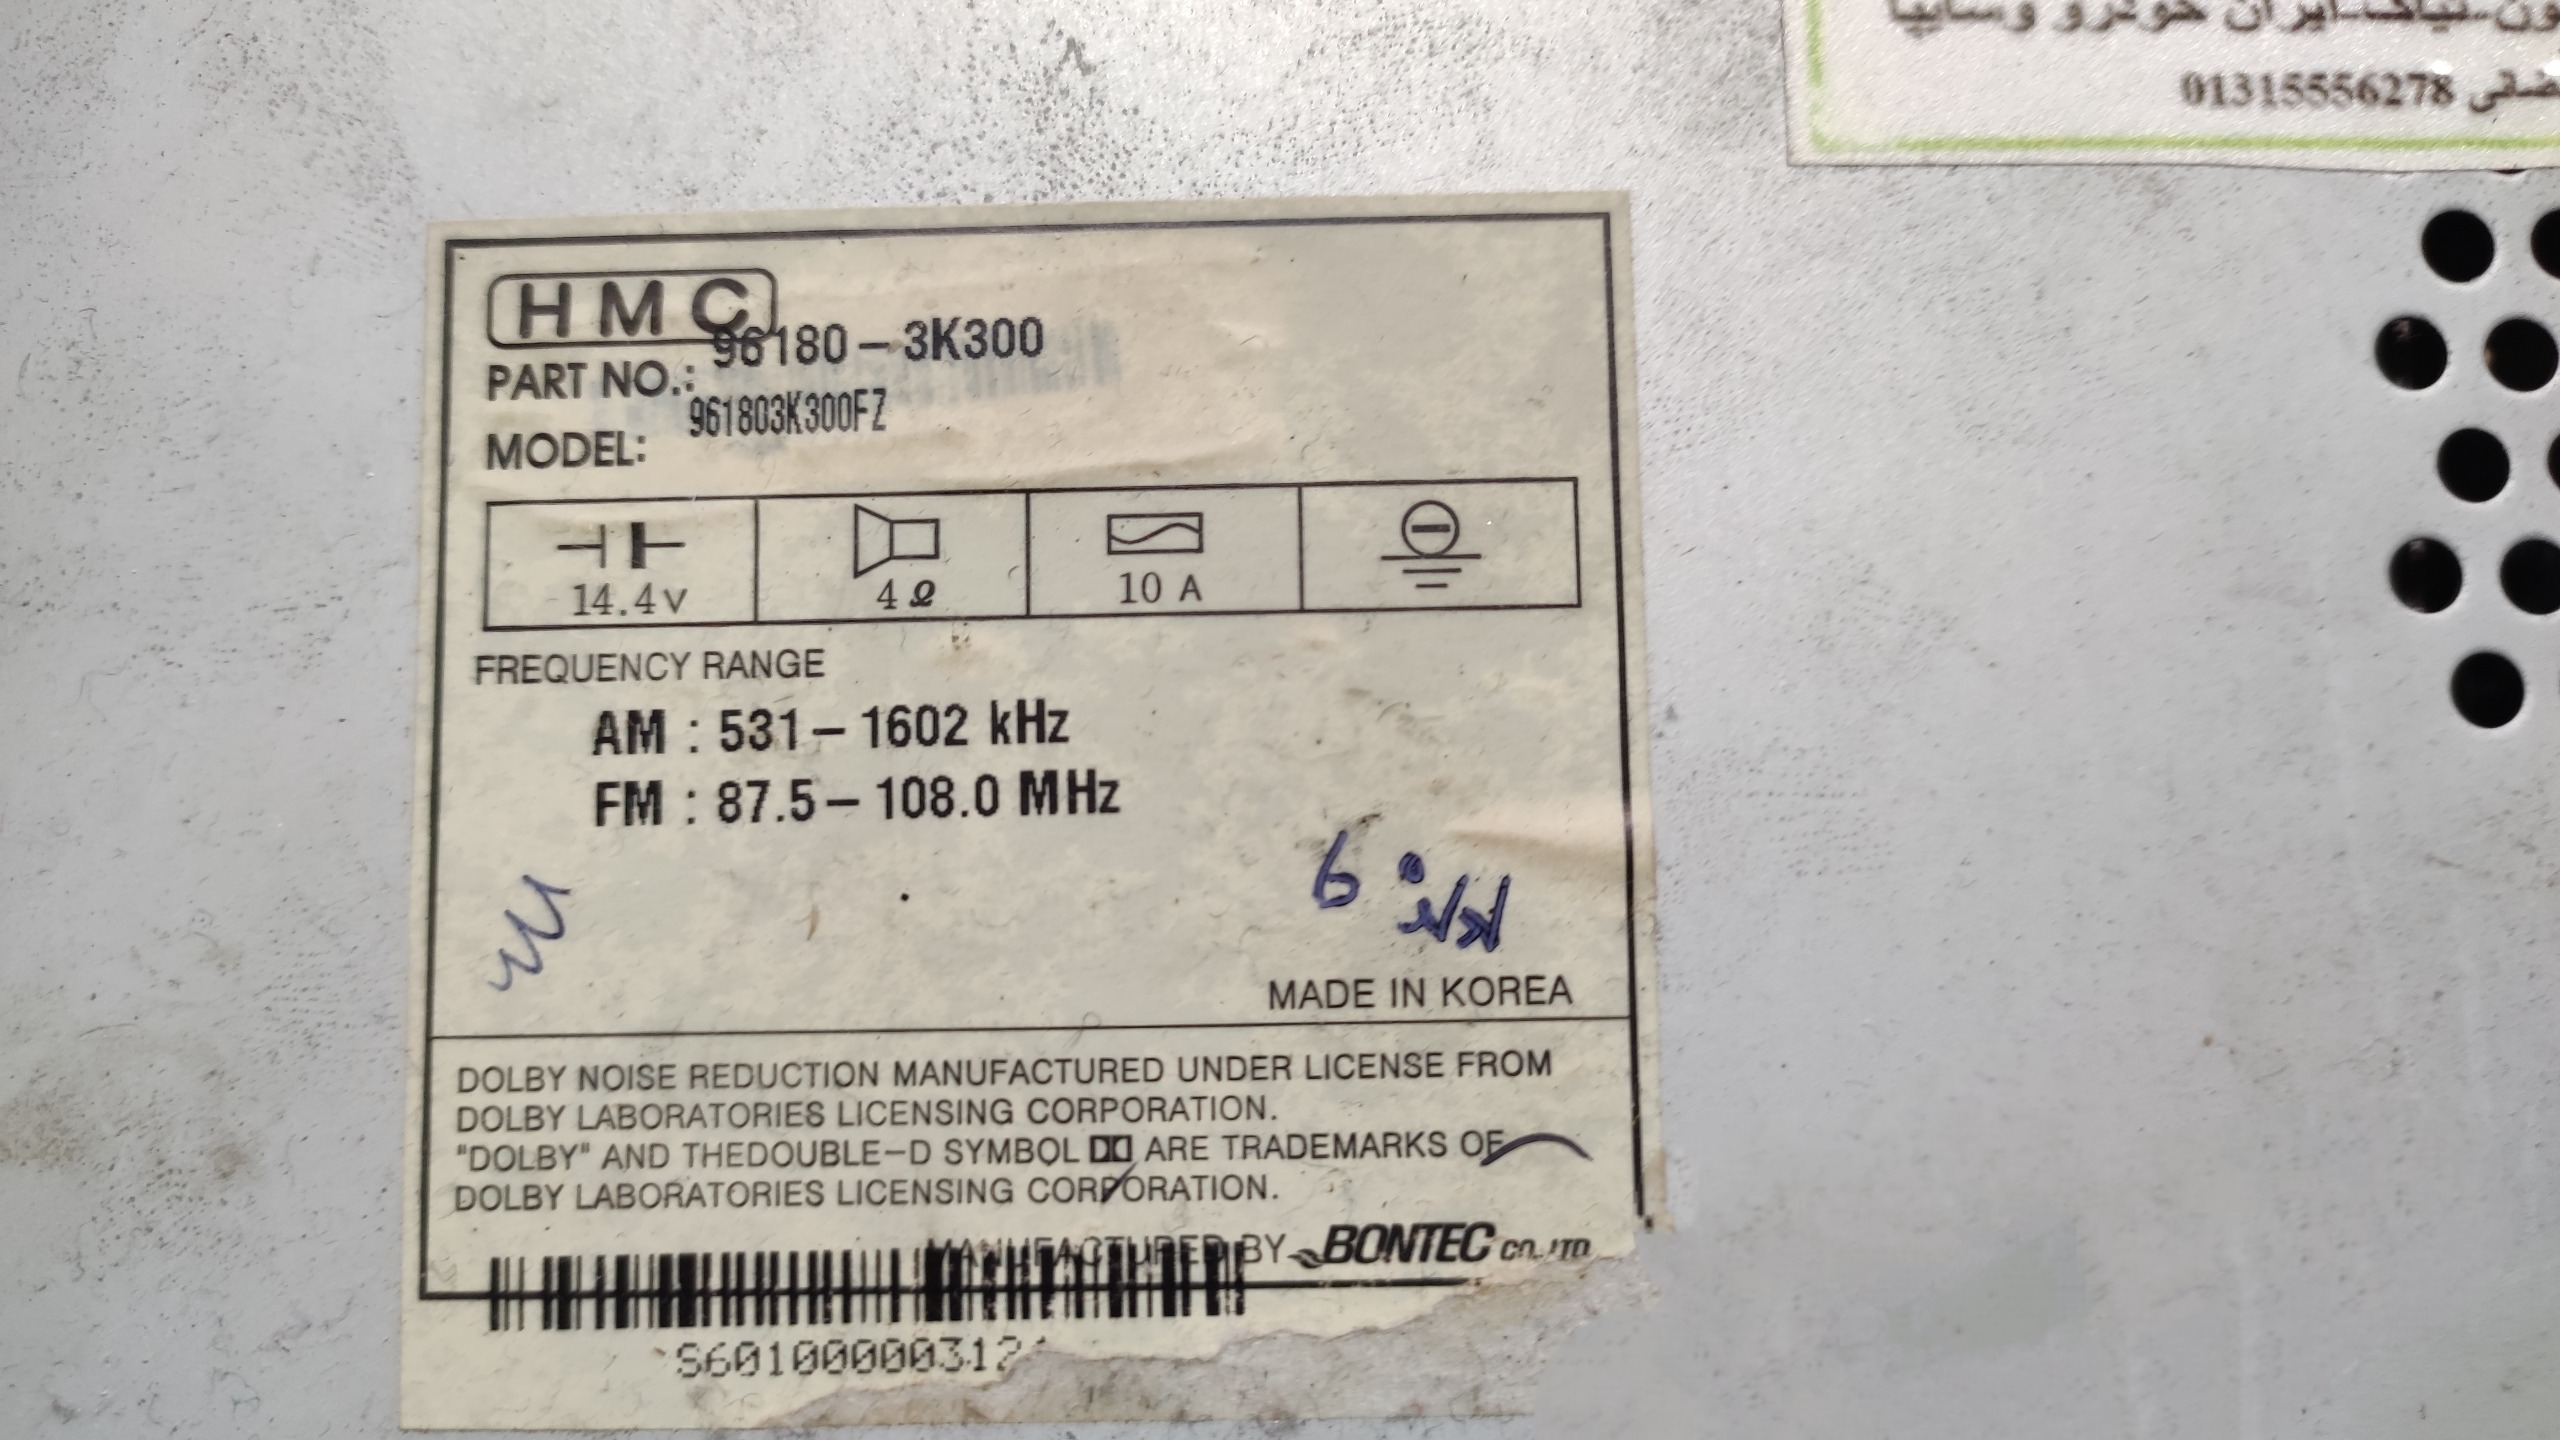 ایران خودرو وسایپا
01315556278
HMC
PART NO.: 96180-3K300
MODEL: 961803K300FZ
14.4V 4Ω 10 A
FREQUENCY RANGE
AM : 531-1602 kHz
FM : 87.5-108.0 MHz
MADE IN KOREA
DOLBY NOISE REDUCTION MANUFACTURED UNDER LICENSE FROM
DOLBY LABORATORIES LICENSING CORPORATION.
"DOLBY" AND THEDOUBLE-D SYMBOL ARE TRADEMARKS OF
DOLBY LABORATORIES LICENSING CORPORATION.
MANUFACTURED BY BONTEC CO.,LTD
S60100000312